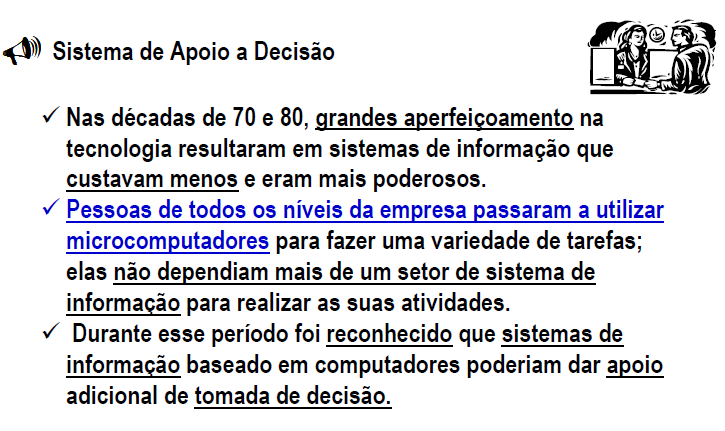 Sistema de Apoio a Decisão
✓ Nas décadas de 70 e 80, grandes aperfeiçoamento na
tecnologia resultaram em sistemas de informação que
custavam menos e eram mais poderosos.
✓ Pessoas de todos os níveis da empresa passaram a utilizar
microcomputadores para fazer uma variedade de tarefas;
elas não dependiam mais de um setor de sistema de
informação para realizar as suas atividades.
✓ Durante esse período foi reconhecido que sistemas de
informação baseado em computadores poderiam dar apoio
adicional de tomada de decisão.